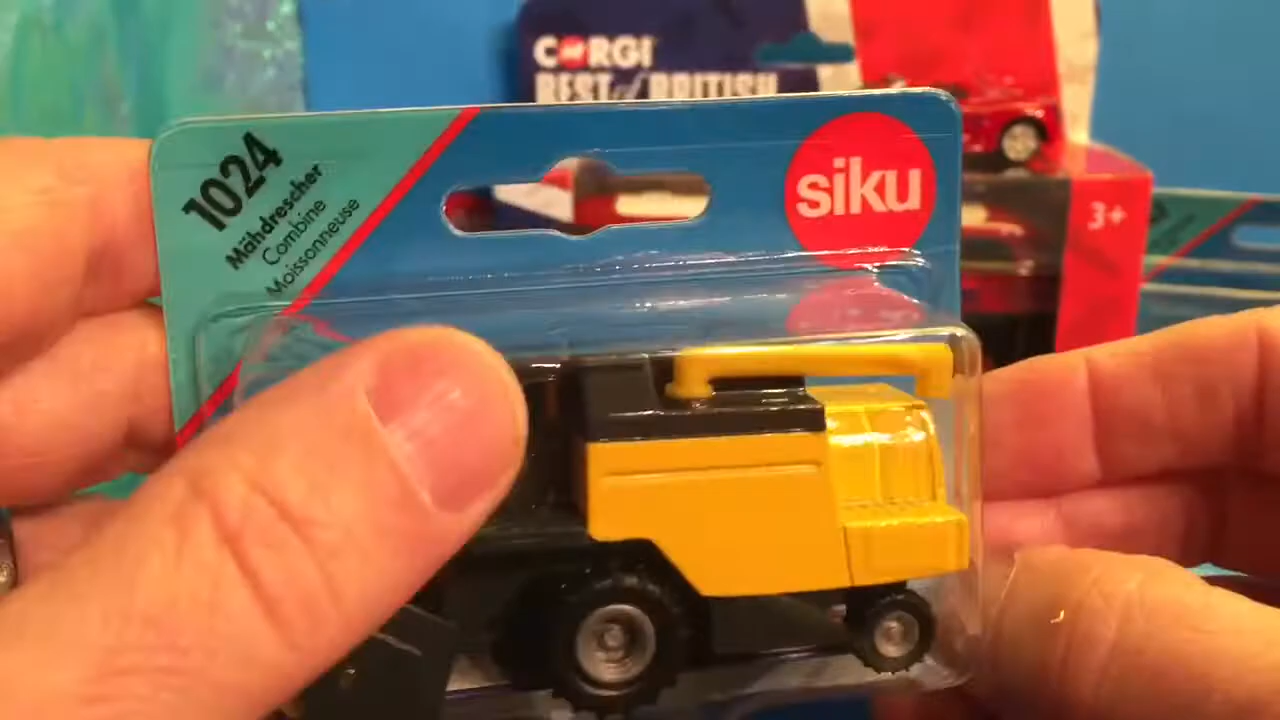 CORGI
BEST of BRITISH
siku
1024
Mähdrescher
Combine
Moissonneuse
3+